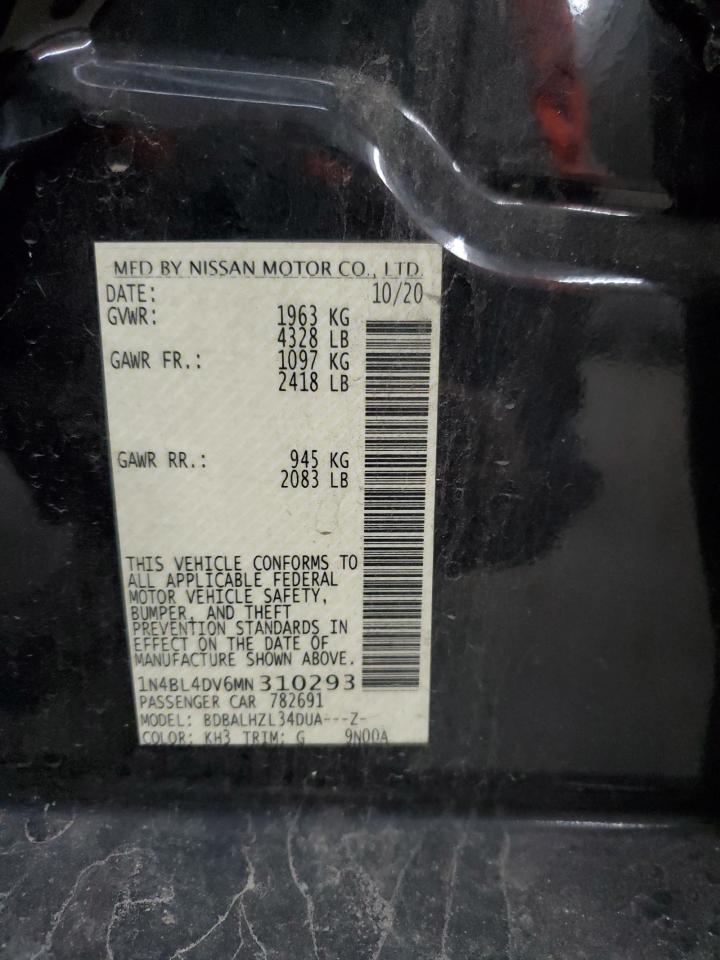 MFD BY NISSAN MOTOR CO., LTD.
DATE: 10/20
GVWR: 1963 KG
4328 LB
GAWR FR.: 1097 KG
2418 LB
GAWR RR.: 945 KG
2083 LB
THIS VEHICLE CONFORMS TO
ALL APPLICABLE FEDERAL
MOTOR VEHICLE SAFETY,
BUMPER, AND THEFT
PREVENTION STANDARDS IN
EFFECT ON THE DATE OF
MANUFACTURE SHOWN ABOVE.
1N4BL4DV6MN310293
PASSENGER CAR 782691
MODEL: BDBALHZL34DUA---Z-
COLOR: KH3 TRIM: G 9N00A